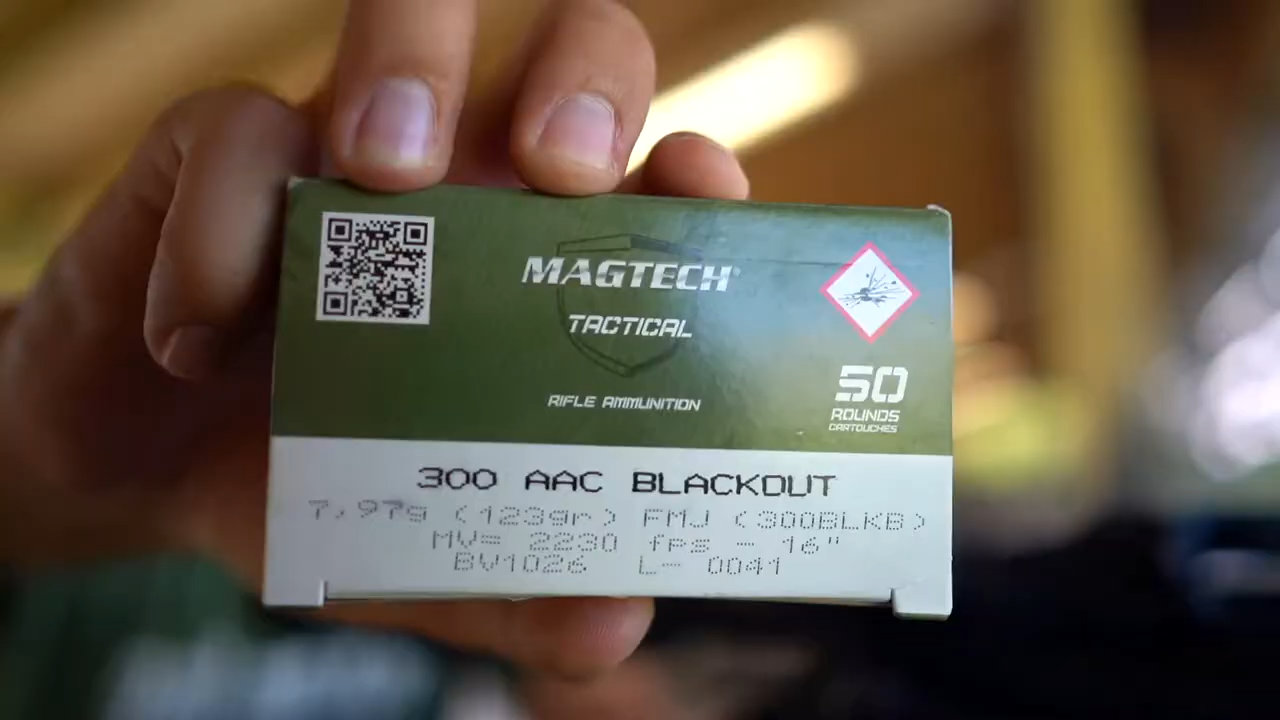 MAGTECH®
TACTICAL
RIFLE AMMUNITION
50
ROUNDS
CARTOUCHES
300 AAC BLACKOUT
7,97g (123gr) FMJ (300BLKB)
MV= 2230 fps - 16"
BV1026 L- 0041